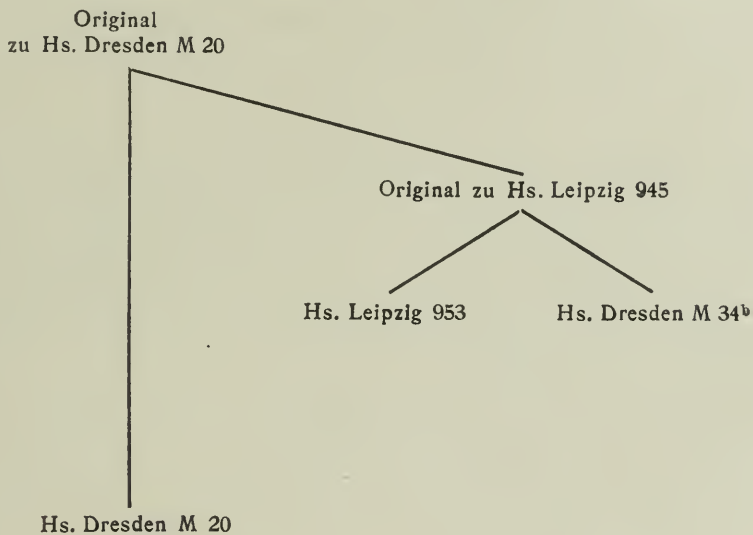 Original
zu Hs. Dresden M 20
Original zu Hs. Leipzig 945
Hs. Leipzig 953
Hs. Dresden M 34ᵇ
Hs. Dresden M 20